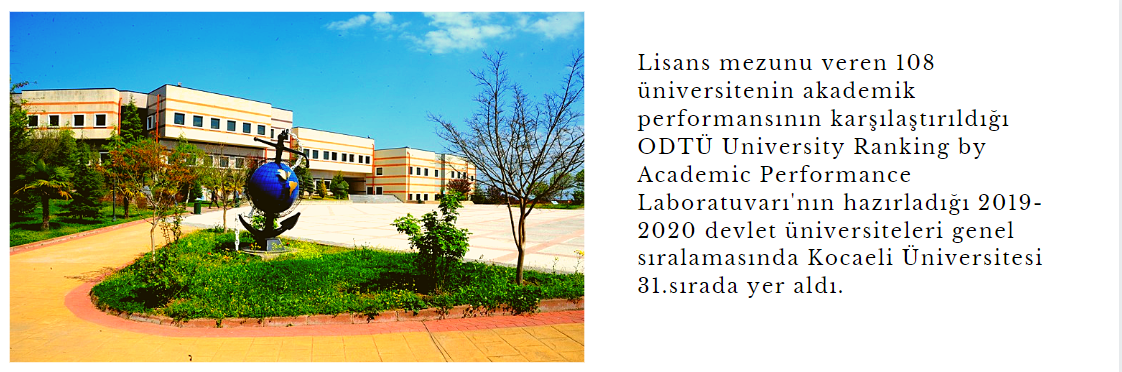 Lisans mezunu veren 108
üniversitenin akademik
performansının karşılaştırıldığı
ODTÜ University Ranking by
Academic Performance
Laboratuvarı'nın hazırladığı 2019-
2020 devlet üniversiteleri genel
sıralamasında Kocaeli Üniversitesi
31.sırada yer aldı.